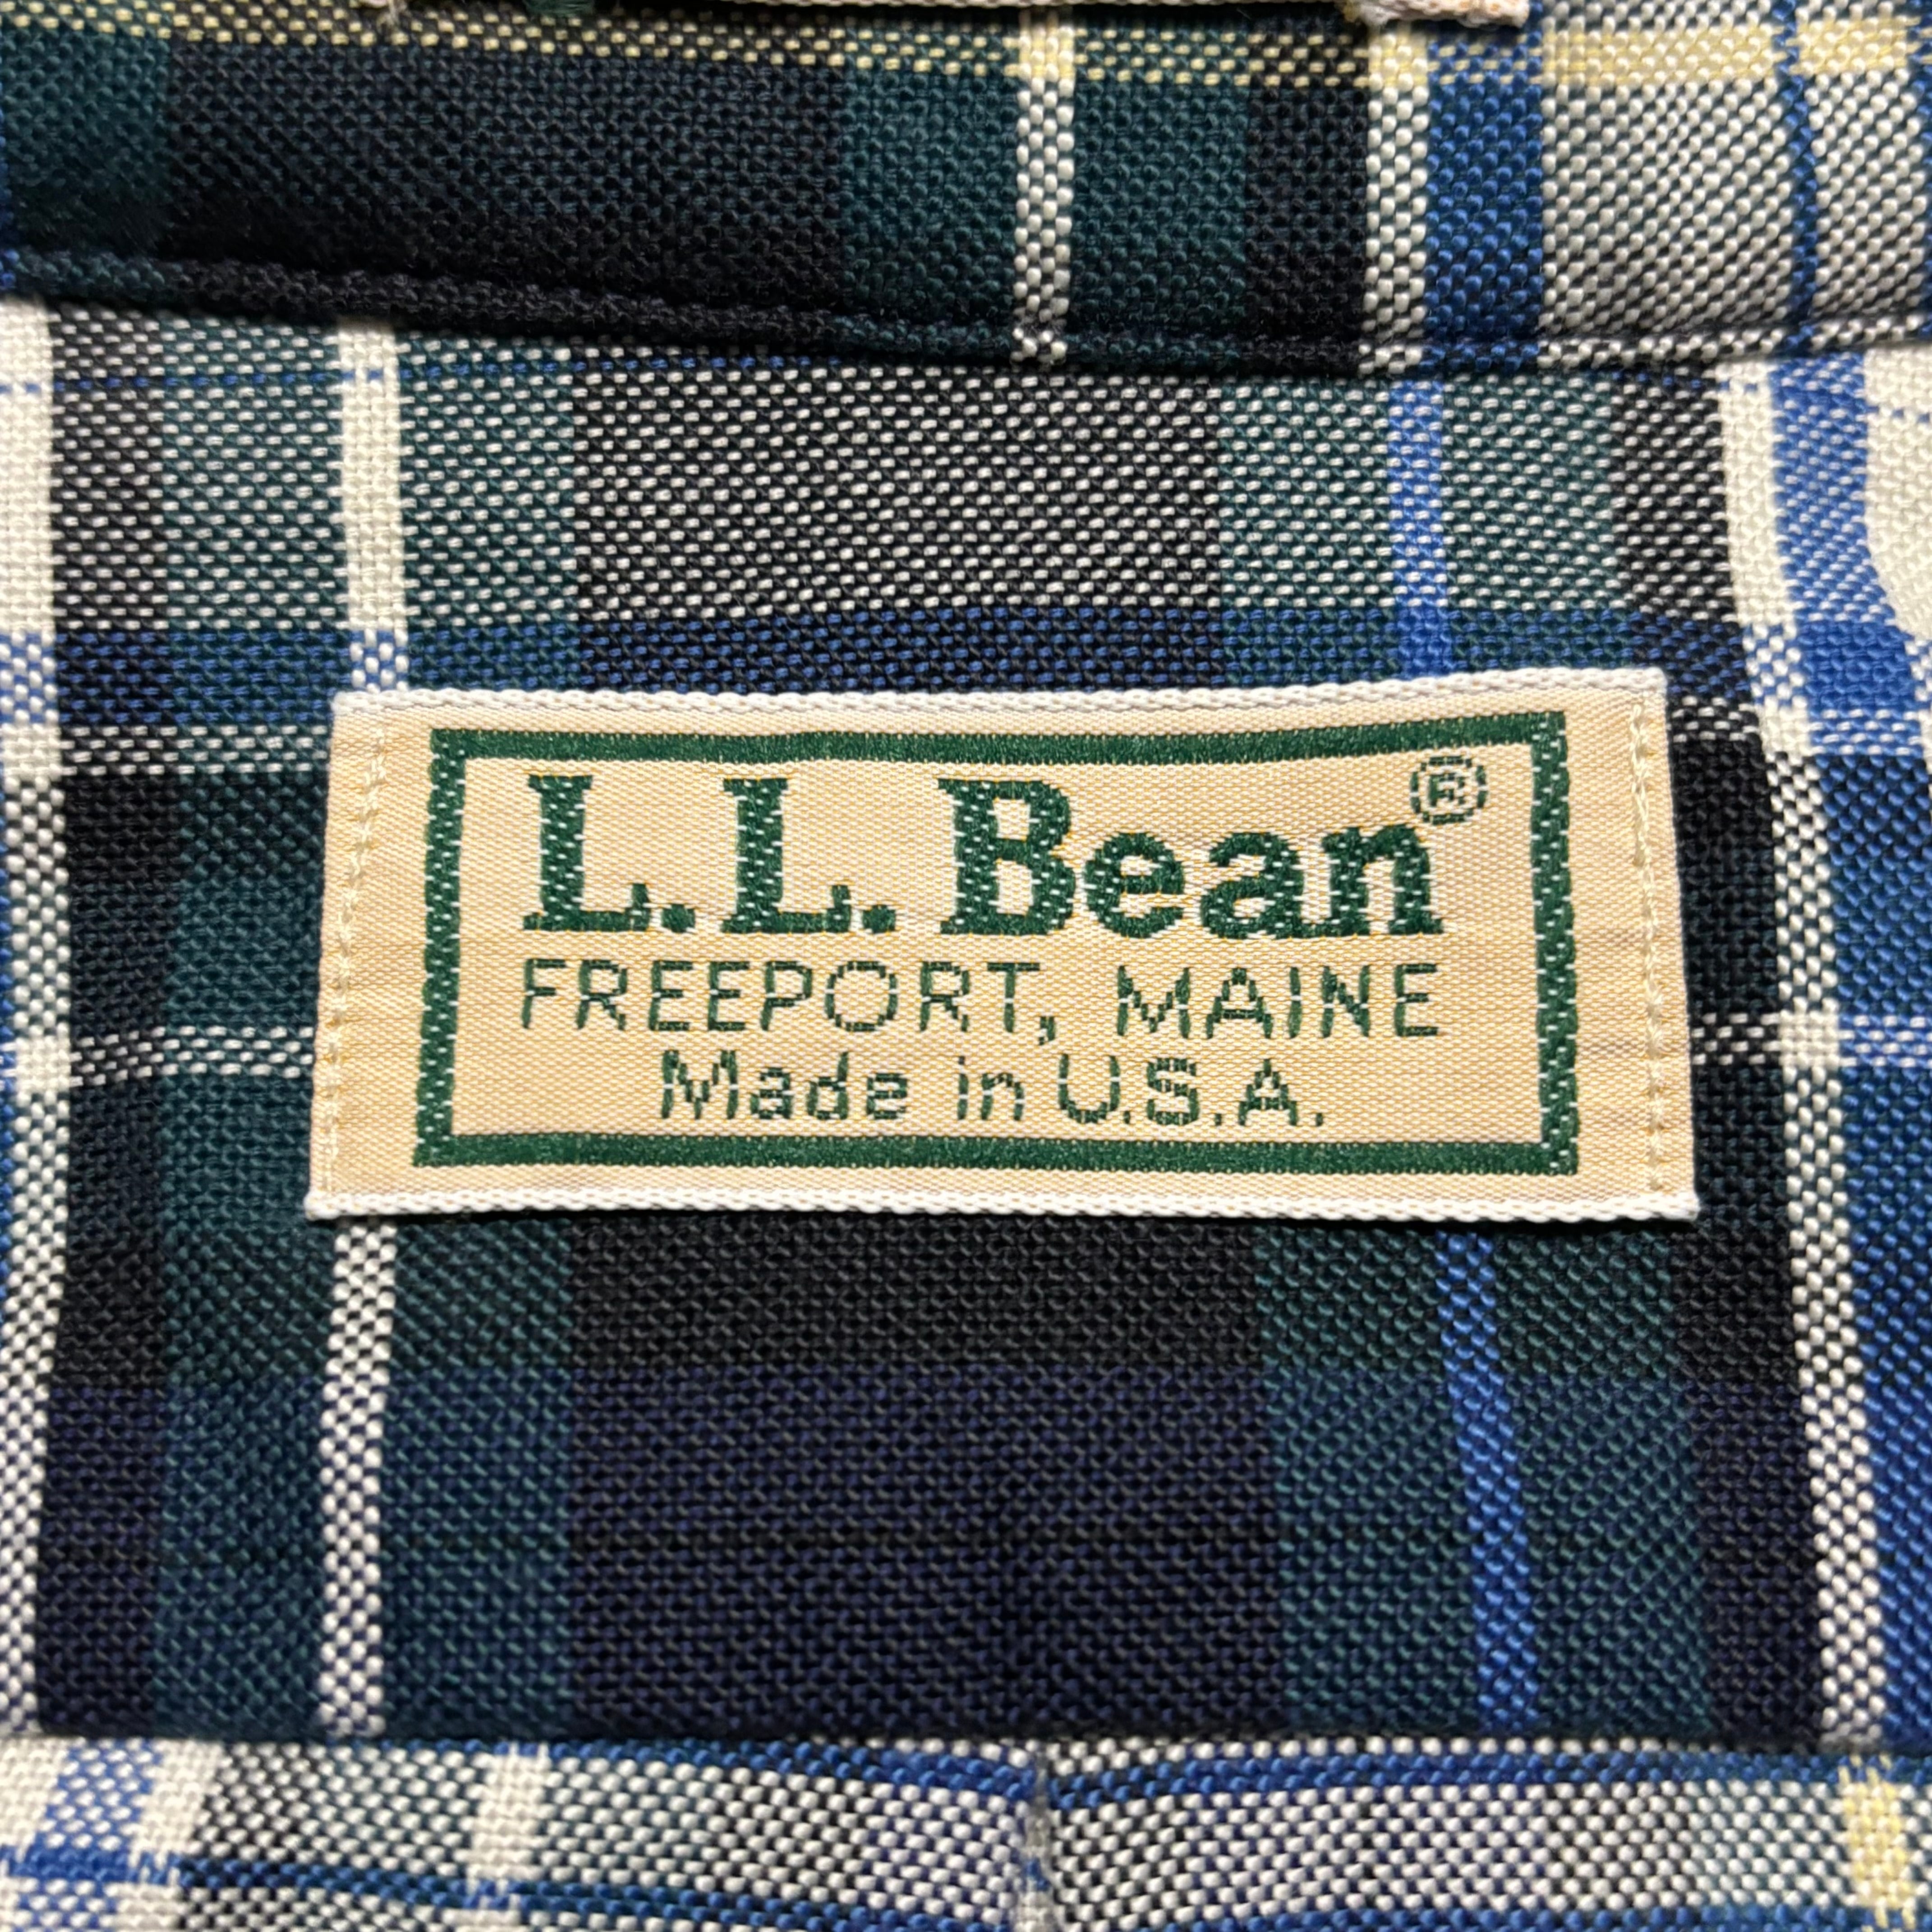 L.L.Bean®
FREEPORT, MAINE
Made in U.S.A.